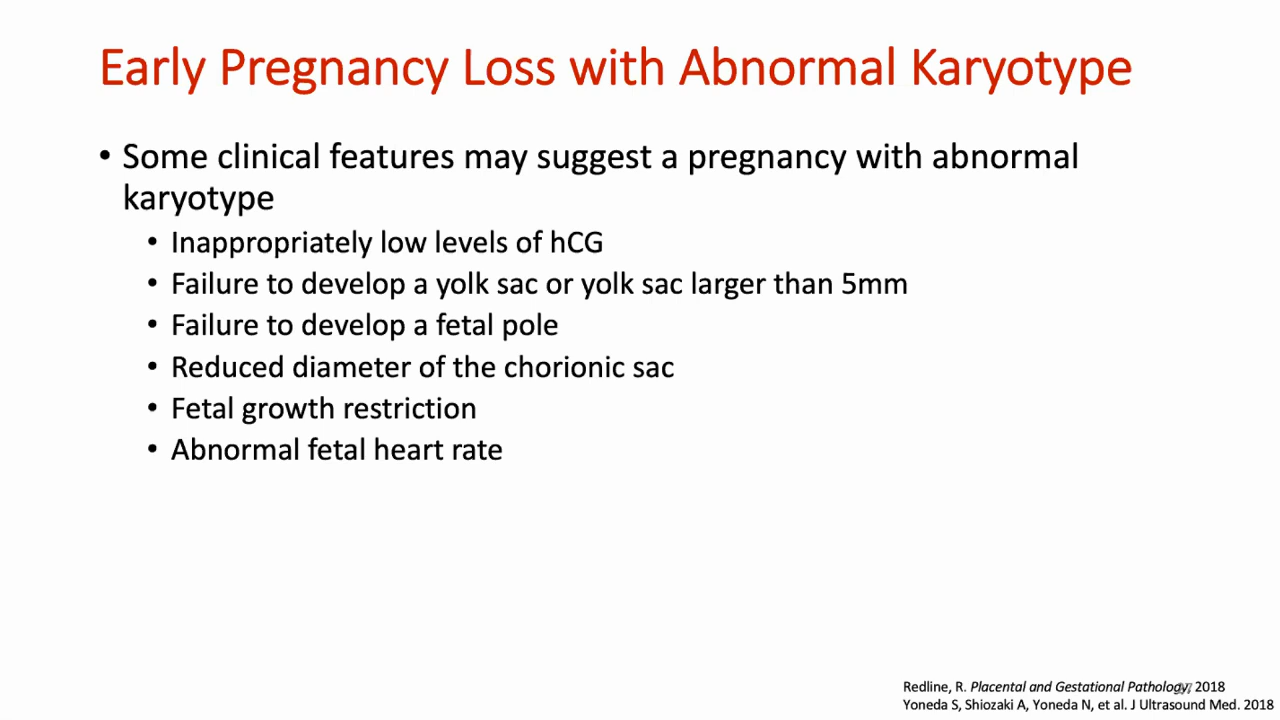 Early Pregnancy Loss with Abnormal Karyotype
• Some clinical features may suggest a pregnancy with abnormal
karyotype
• Inappropriately low levels of hCG
• Failure to develop a yolk sac or yolk sac larger than 5mm
• Failure to develop a fetal pole
• Reduced diameter of the chorionic sac
• Fetal growth restriction
• Abnormal fetal heart rate
Redline, R. Placental and Gestational Pathology, 2018
Yoneda S, Shiozaki A, Yoneda N, et al. J Ultrasound Med. 2018